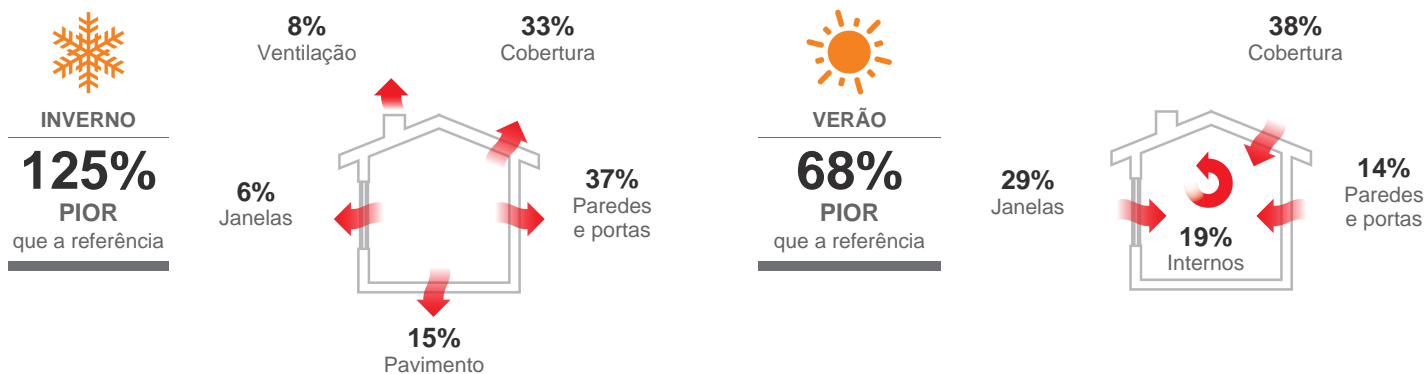 INVERNO
125%
PIOR
que a referência
8%
Ventilação
33%
Cobertura
6%
Janelas
37%
Paredes
e portas
15%
Pavimento
VERÃO
68%
PIOR
que a referência
38%
Cobertura
29%
Janelas
14%
Paredes
e portas
19%
Internos